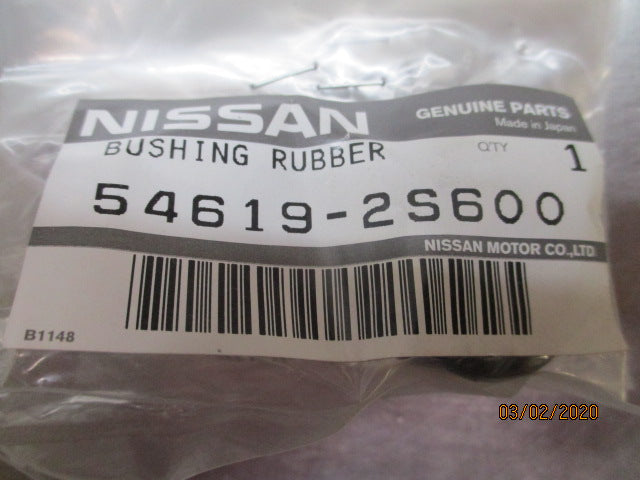 NISSAN
GENUINE PARTS
Made in Japan
BUSHING RUBBER
Q'TY 1
54619-2S600
NISSAN MOTOR CO.,LTD.
B1148
03/02/2020